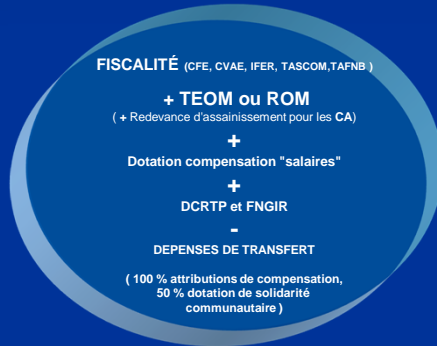 FISCALITÉ (CFE, CVAE, IFER, TASCOM,TAFNB )
+ TEOM ou ROM
( + Redevance d'assainissement pour les CA)
+
Dotation compensation "salaires"
+
DCRTP et FNGIR
-
DEPENSES DE TRANSFERT
( 100 % attributions de compensation,
50 % dotation de solidarité
communautaire )